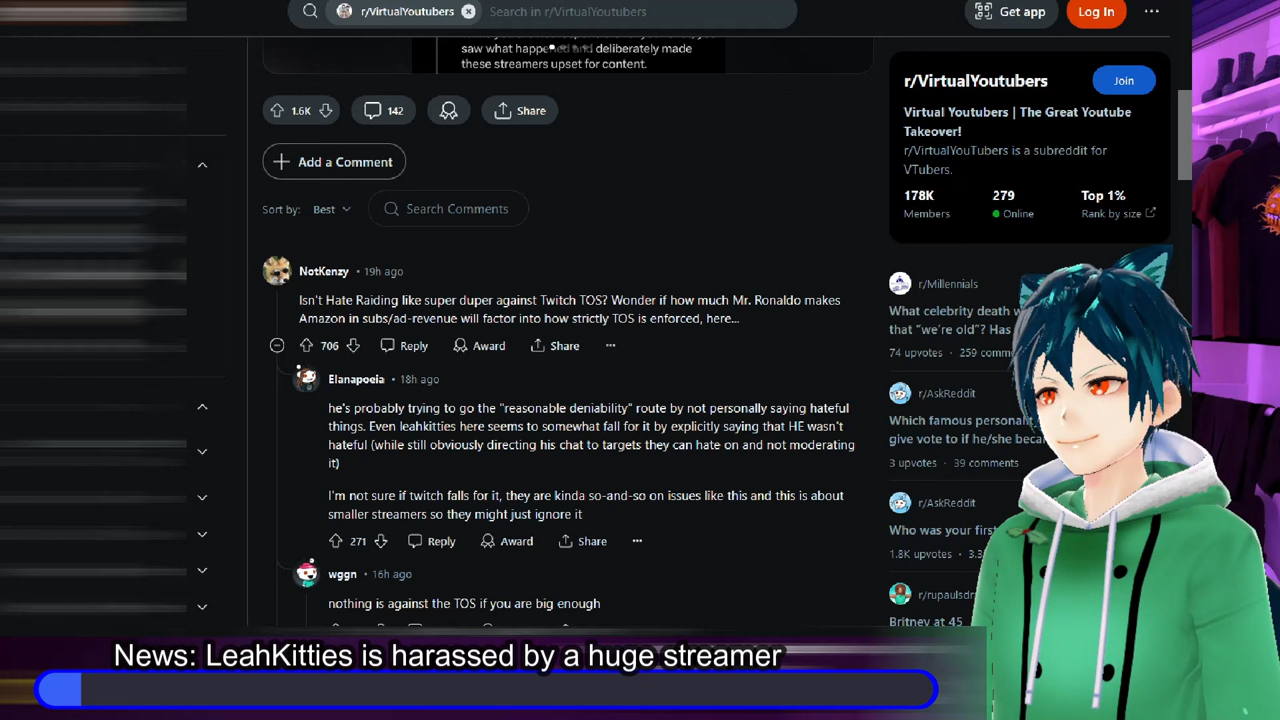 r/VirtualYoutubers
Search in r/VirtualYoutubers
Get app
Log In
saw what happened and deliberately made
these streamers upset for content.
1.6K
142
Share
Add a Comment
Sort by:
Best
Search Comments
NotKenzy • 19h ago
Isn't Hate Raiding like super duper against Twitch TOS? Wonder if how much Mr. Ronaldo makes
Amazon in subs/ad-revenue will factor into how strictly TOS is enforced, here...
706
Reply
Award
Share
Elanapoeia • 18h ago
he's probably trying to go the "reasonable deniability" route by not personally saying hateful
things. Even leahkitties here seems to somewhat fall for it by explicitly saying that HE wasn't
hateful (while still obviously directing his chat to targets they can hate on and not moderating
it)
I'm not sure if twitch falls for it, they are kinda so-and-so on issues like this and this is about
smaller streamers so they might just ignore it
271
Reply
Award
Share
wggn • 16h ago
nothing is against the TOS if you are big enough
r/VirtualYoutubers
Join
Virtual Youtubers | The Great Youtube
Takeover!
r/VirtualYouTubers is a subreddit for
VTubers.
178K
279
Top 1%
Members
Online
Rank by size
r/Millennials
What celebrity death
that "we're old"? Has
74 upvotes • 259
r/AskReddit
Which famous
give vote to if he/she
3 upvotes • 39 comments
r/AskReddit
Who was your
1.8K upvotes •
Britney at 45
News: LeahKitties is harassed by a huge streamer